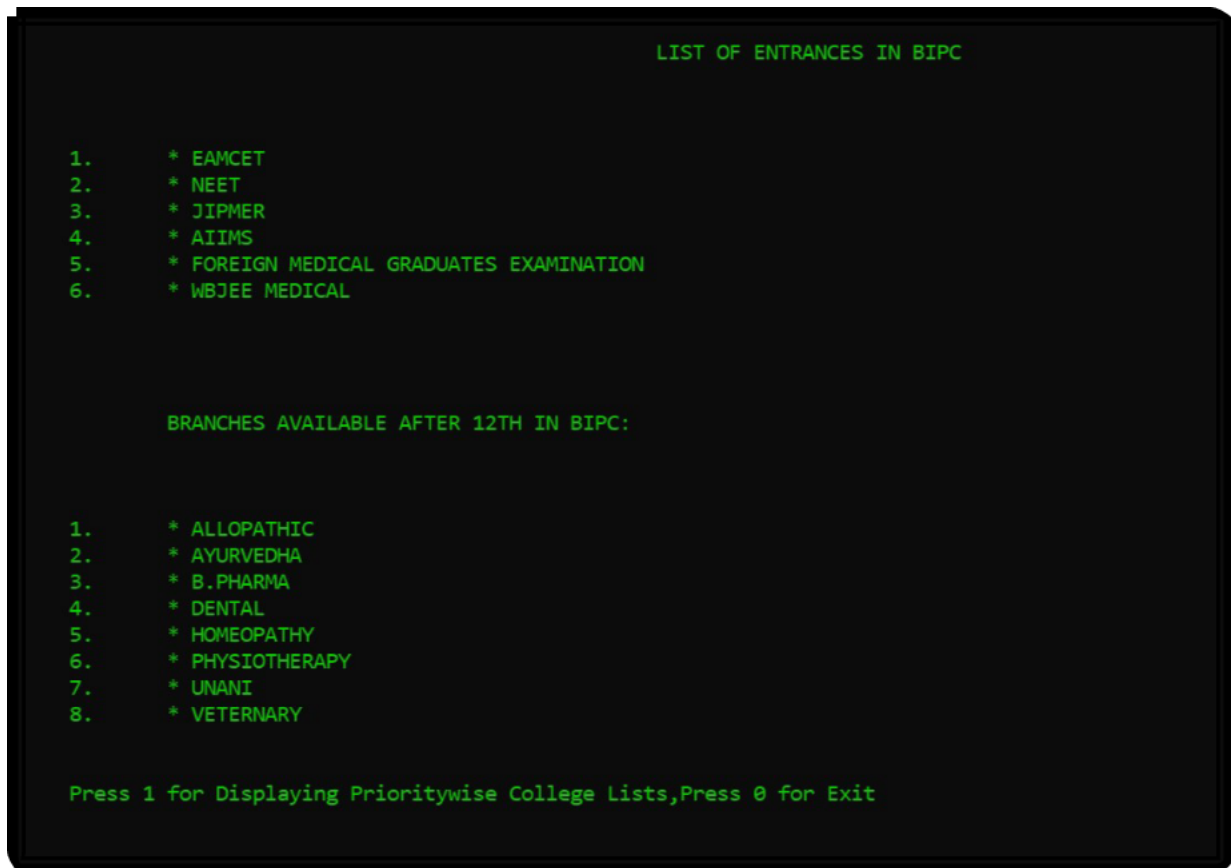 LIST OF ENTRANCES IN BIPC
1. * EAMCET
2. * NEET
3. * JIPMER
4. * AIIMS
5. * FOREIGN MEDICAL GRADUATES EXAMINATION
6. * WBJEE MEDICAL
BRANCHES AVAILABLE AFTER 12TH IN BIPC:
1. * ALLOPATHIC
2. * AYURVEDHA
3. * B.PHARMA
4. * DENTAL
5. * HOMEOPATHY
6. * PHYSIOTHERAPY
7. * UNANI
8. * VETERNARY
Press 1 for Displaying Prioritywise College Lists,Press 0 for Exit